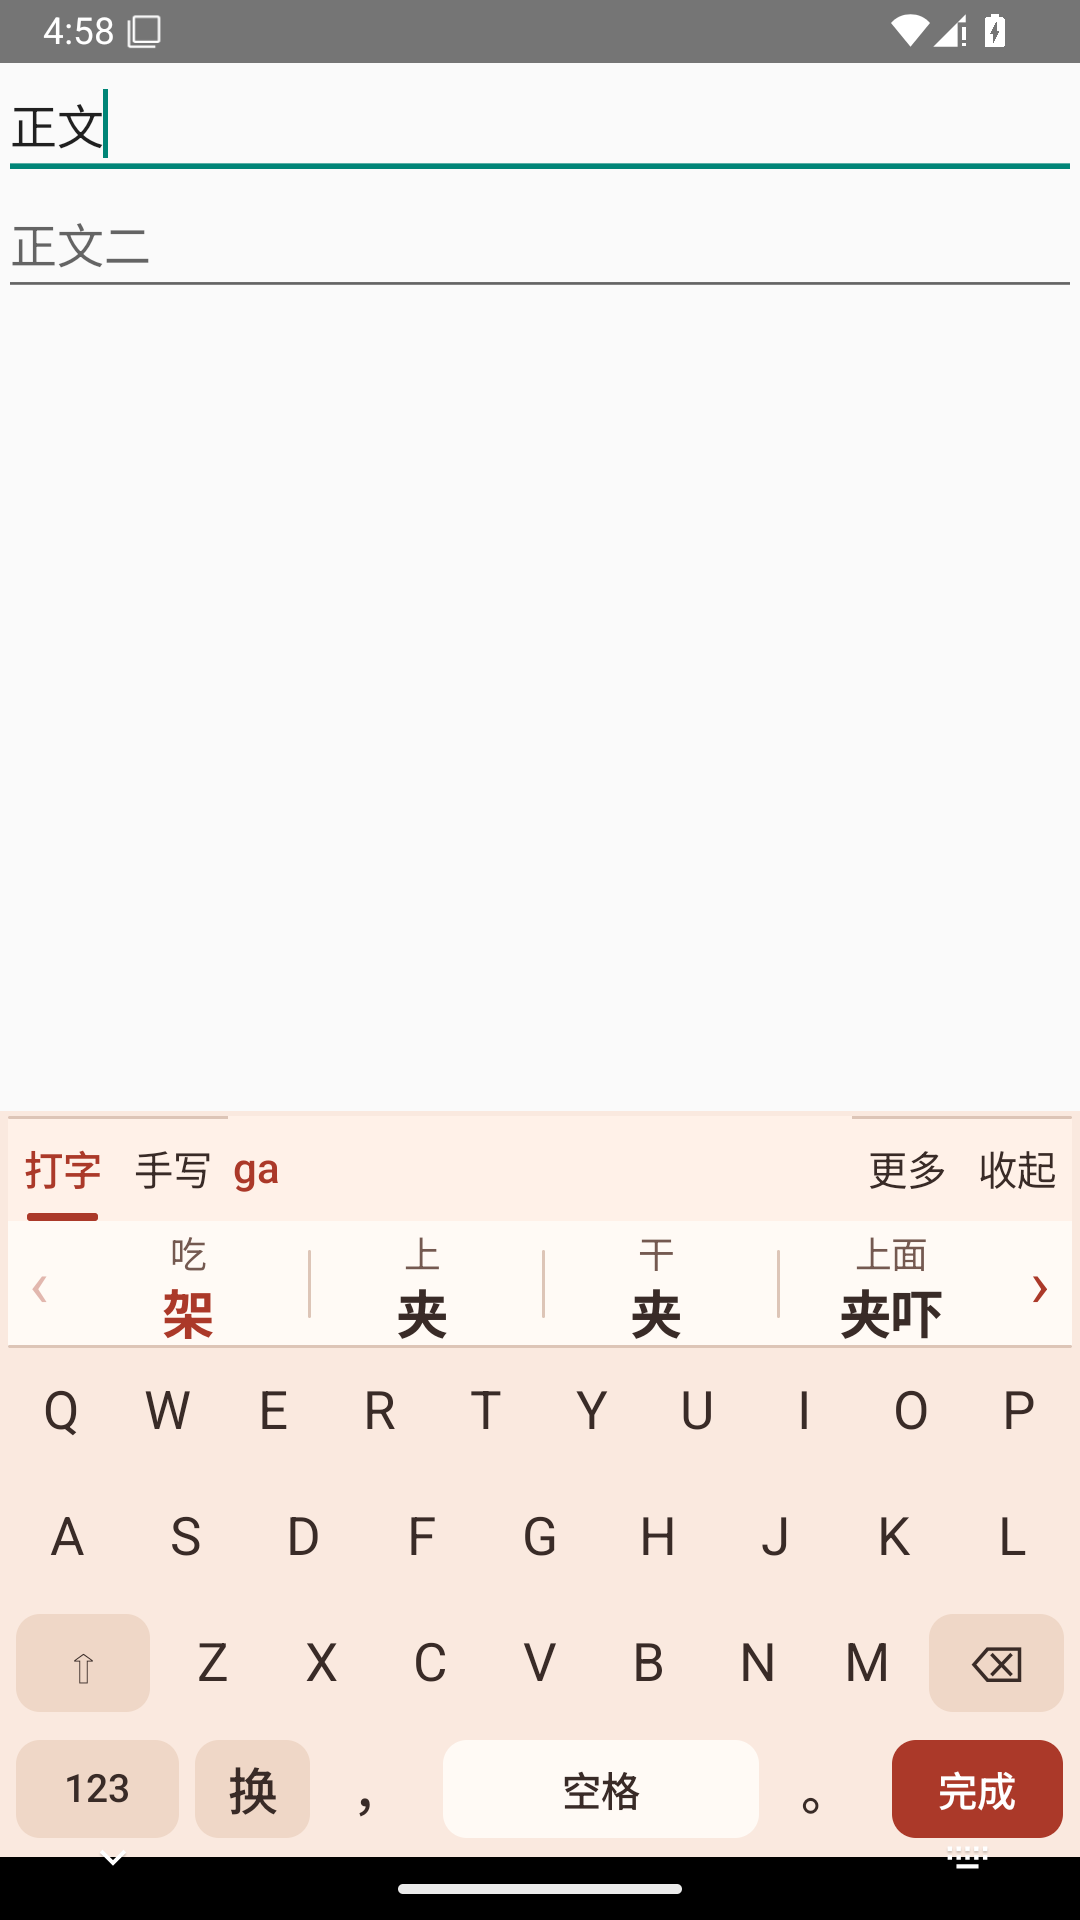 4:58
正文
正文二
打字 手写 ga 更多 收起
吃 上 干 上面
‹ 架 夹 夹 夹吓 ›
Q W E R T Y U I O P
A S D F G H J K L
⇧ Z X C V B N M ⌫
123 换 ， 空格 。 完成